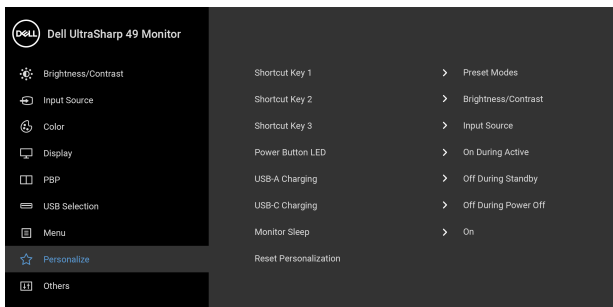 DELL Dell UltraSharp 49 Monitor
Brightness/Contrast
Input Source
Color
Display
PBP
USB Selection
Menu
Personalize
Others
Shortcut Key 1 > Preset Modes
Shortcut Key 2 > Brightness/Contrast
Shortcut Key 3 > Input Source
Power Button LED > On During Active
USB-A Charging > Off During Standby
USB-C Charging > Off During Power Off
Monitor Sleep > On
Reset Personalization